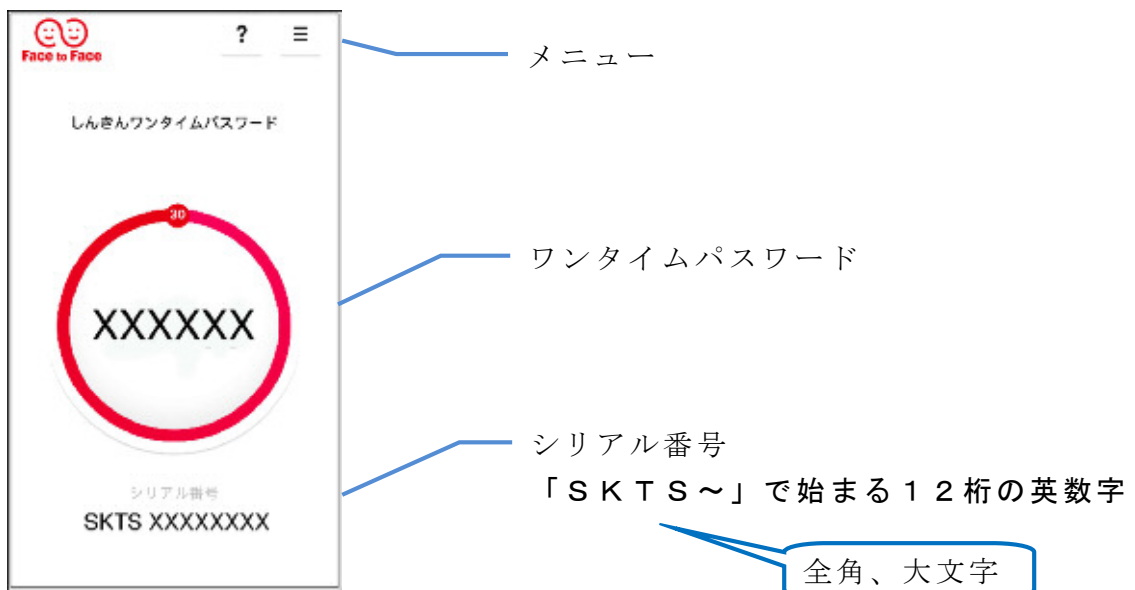 Face to Face
? ≡
メニュー
しんきんワンタイムパスワード
30
ワンタイムパスワード
XXXXXX
シリアル番号
「ＳＫＴＳ～」で始まる１２桁の英数字
シリアル番号
SKTS XXXXXXXX
全角、大文字